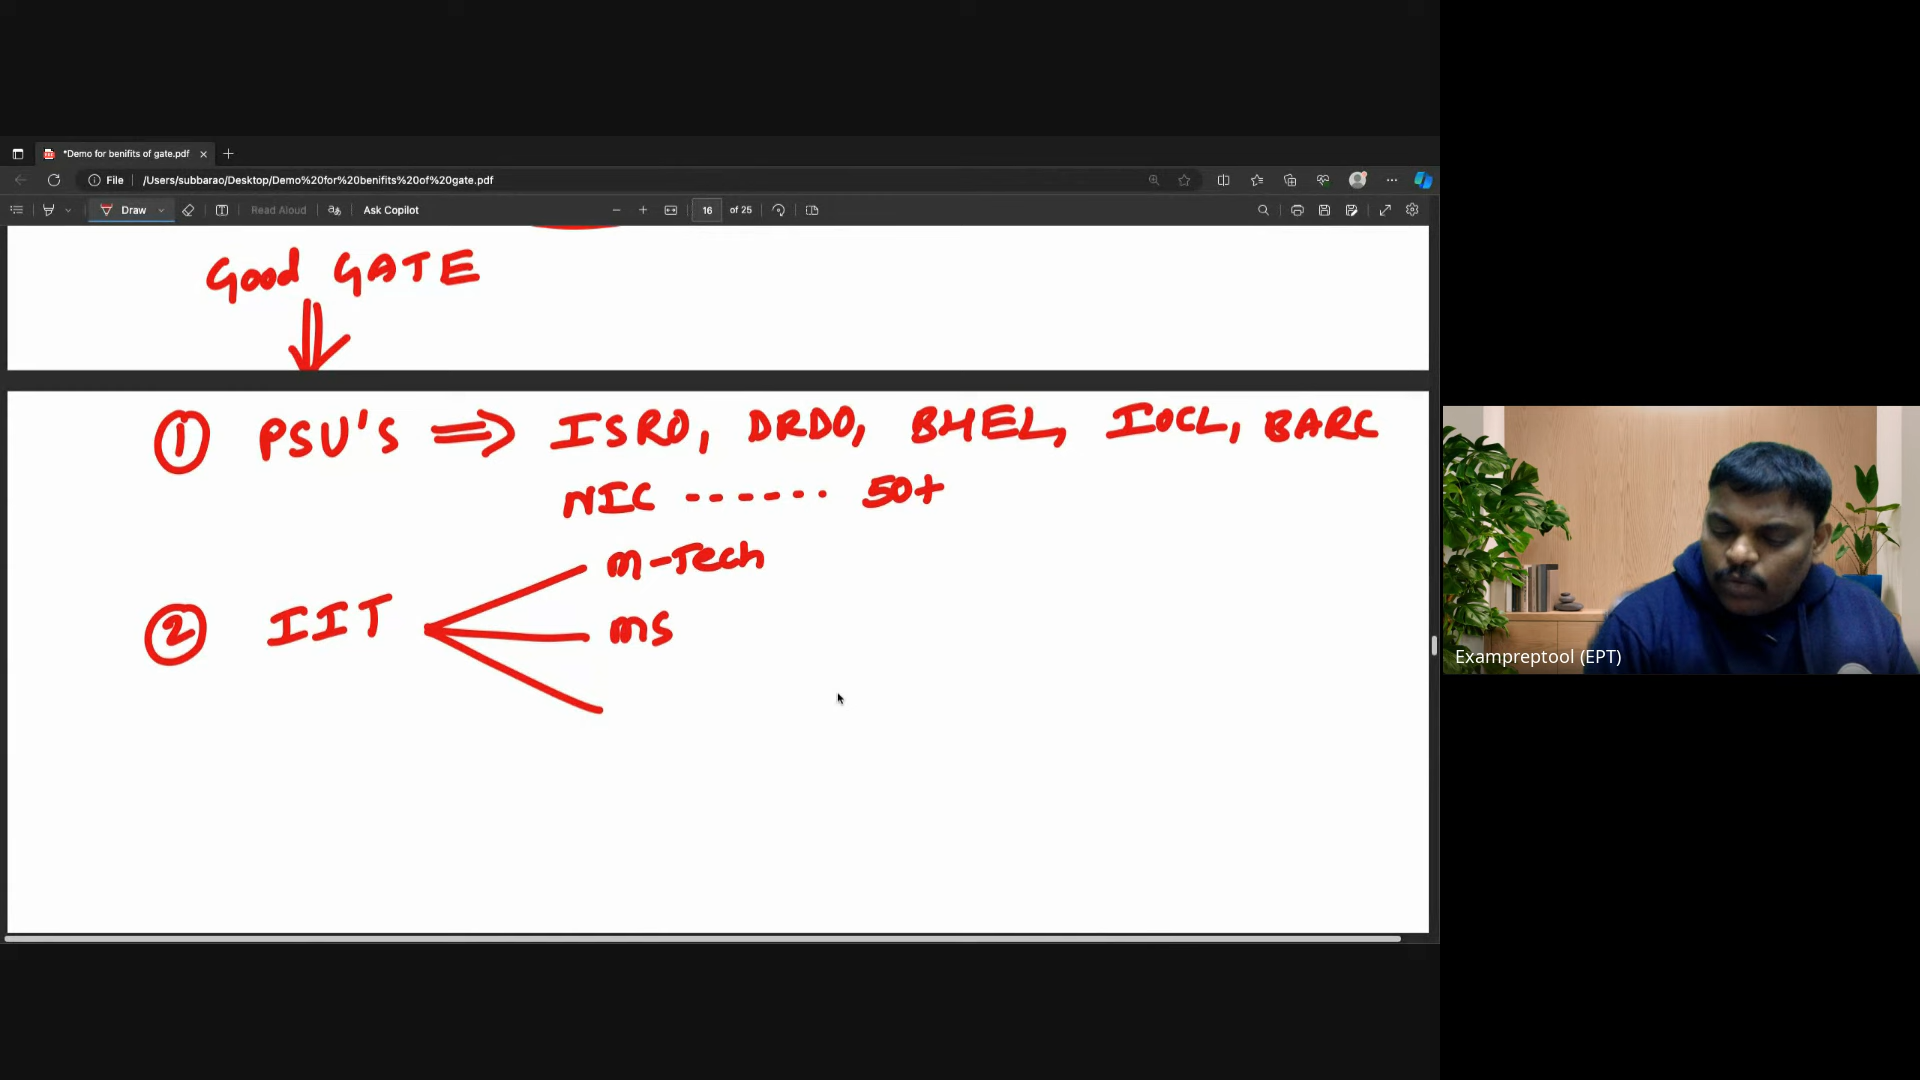 *Demo for benifits of gate.pdf
File /Users/subbarao/Desktop/Demo%20for%20benifits%20of%20gate.pdf
Draw Read Aloud Ask Copilot 16 of 25
Good GATE
1 PSU'S ⇒ ISRO, DRDO, BHEL, IOCL, BARC
NIC ------- 50+
M-Tech
2 IIT
MS
Exampreptool (EPT)